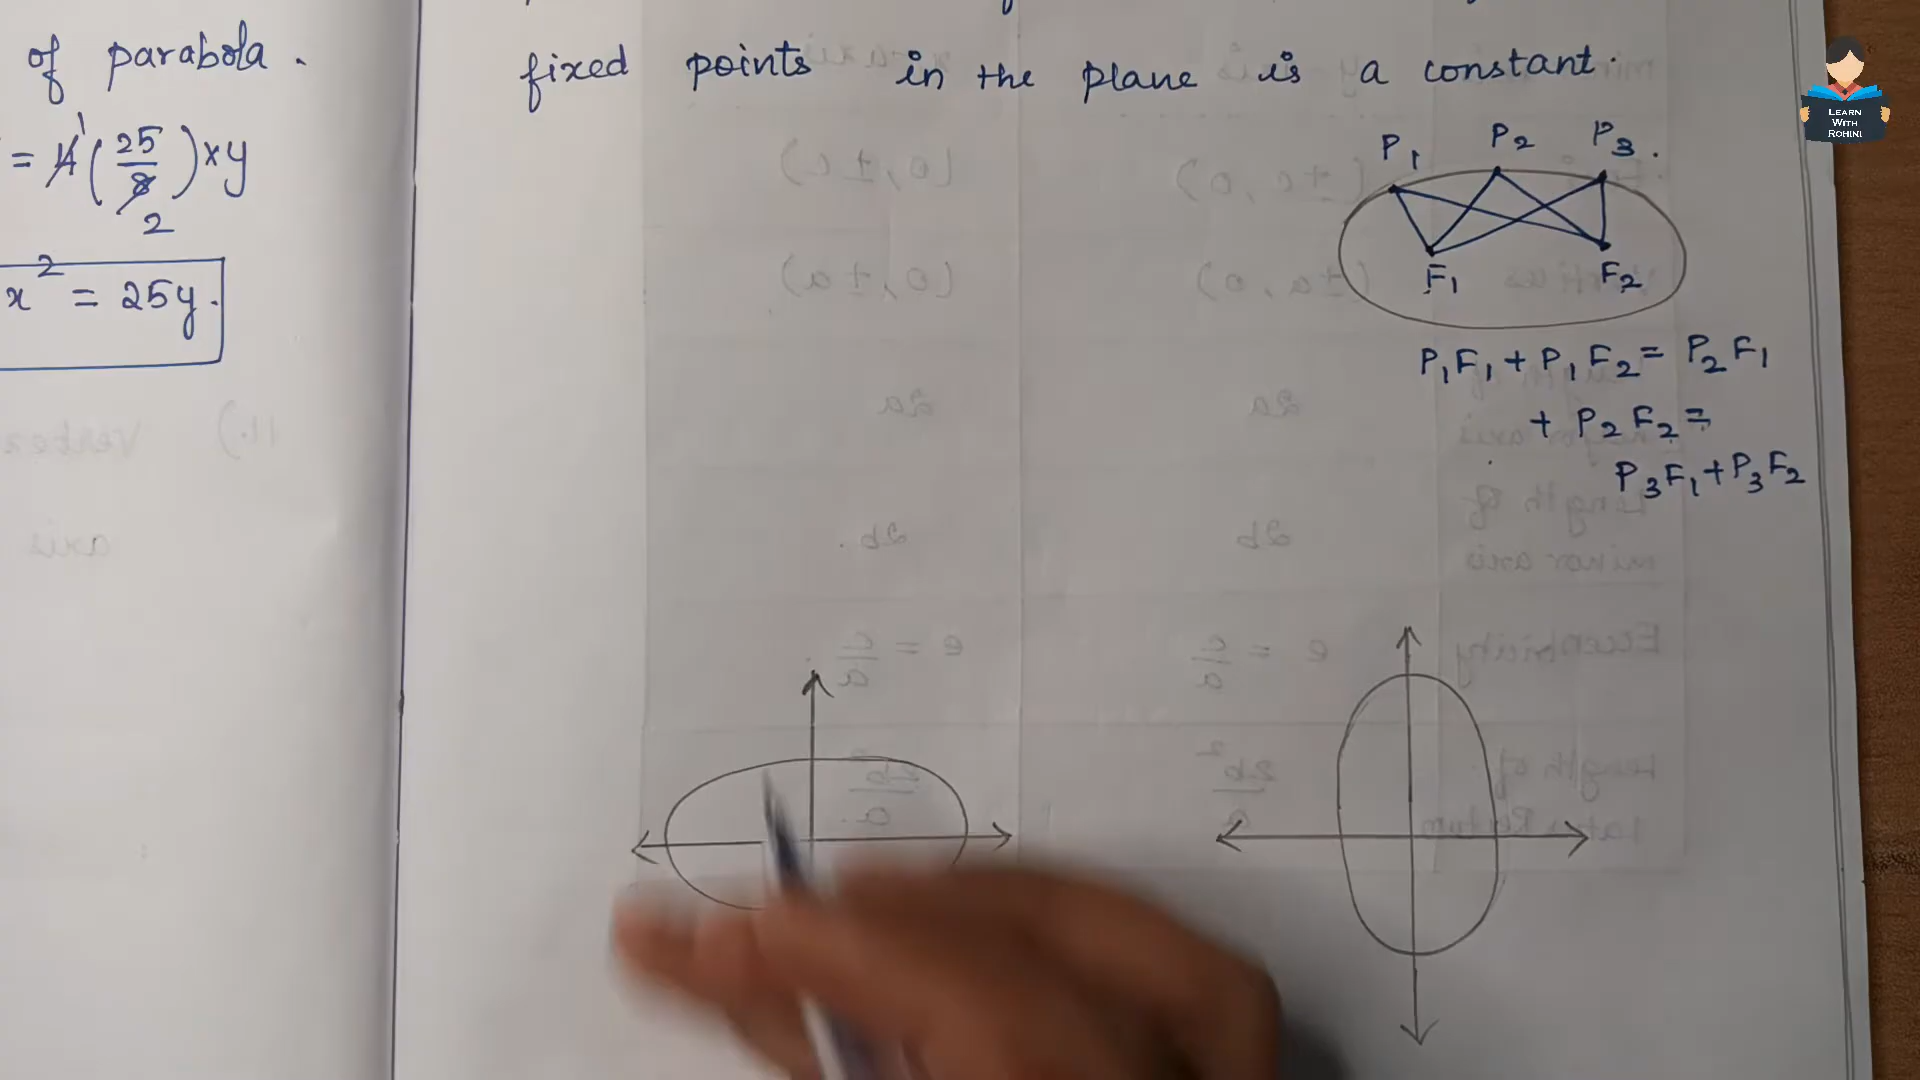 of parabola.
= 4 1 (25/8 2) x y
x² = 25y.
fixed points in the plane is a constant.
P₁ P₂ P₃.
F₁ F₂
P₁F₁ + P₁F₂ = P₂F₁
+ P₂F₂ =
P₃F₁ + P₃F₂
LEARN
WITH
ROHINI